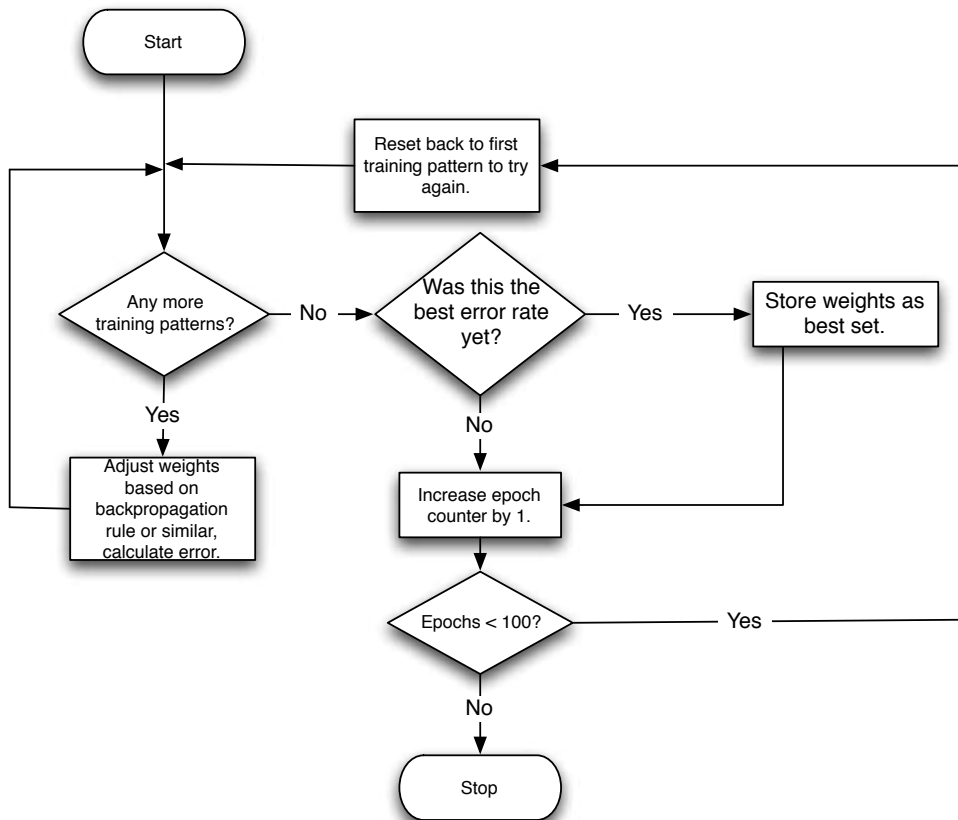 Start
Reset back to first
training pattern to try
again.
Any more
training patterns?
No
Was this the
best error rate
yet?
Yes
Store weights as
best set.
Yes
No
Adjust weights
based on
backpropagation
rule or similar,
calculate error.
Increase epoch
counter by 1.
Epochs < 100?
Yes
No
Stop